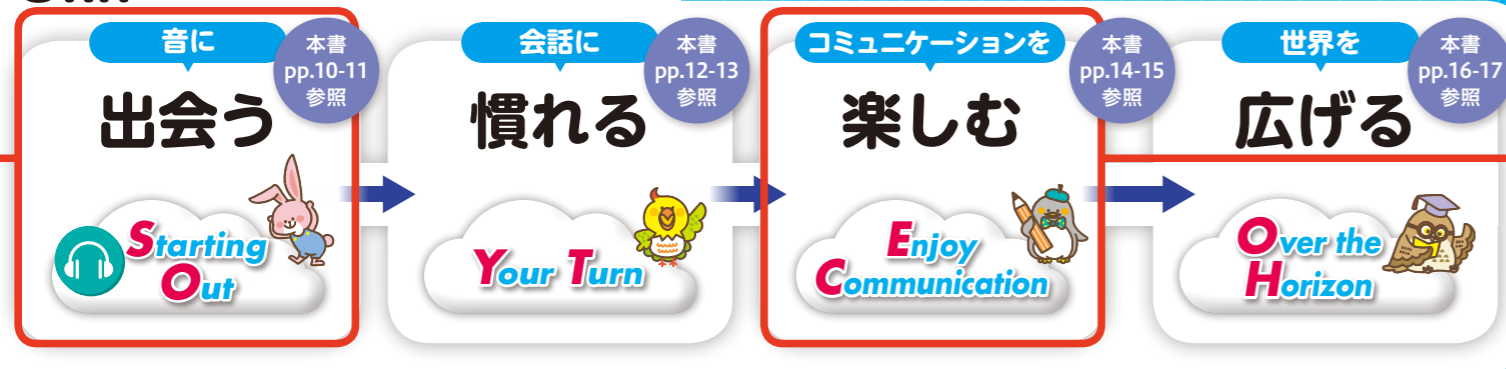 音に
本書
pp.10-11
参照
出会う
Starting
Out
会話に
本書
pp.12-13
参照
慣れる
Your Turn
コミュニケーションを
本書
pp.14-15
参照
楽しむ
Enjoy
Communication
世界を
本書
pp.16-17
参照
広げる
Over the
Horizon